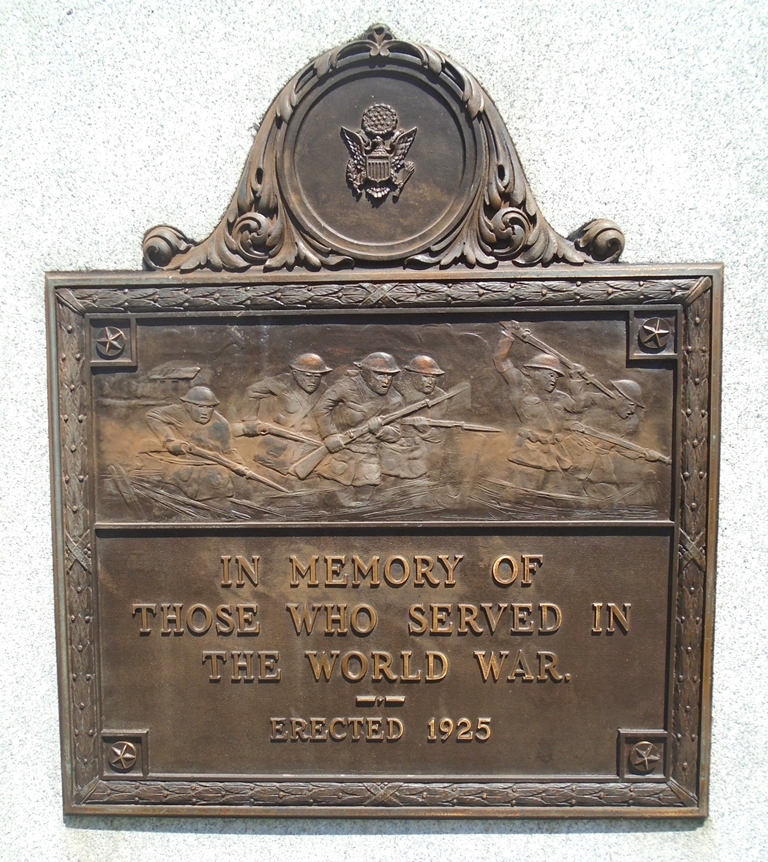 IN MEMORY OF
THOSE WHO SERVED IN
THE WORLD WAR.
ERECTED 1925